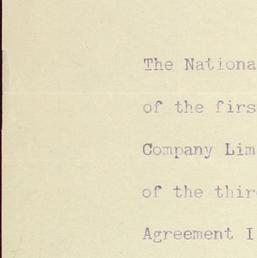 The Nationa
of the firs
Company Lim
of the thir
Agreement I